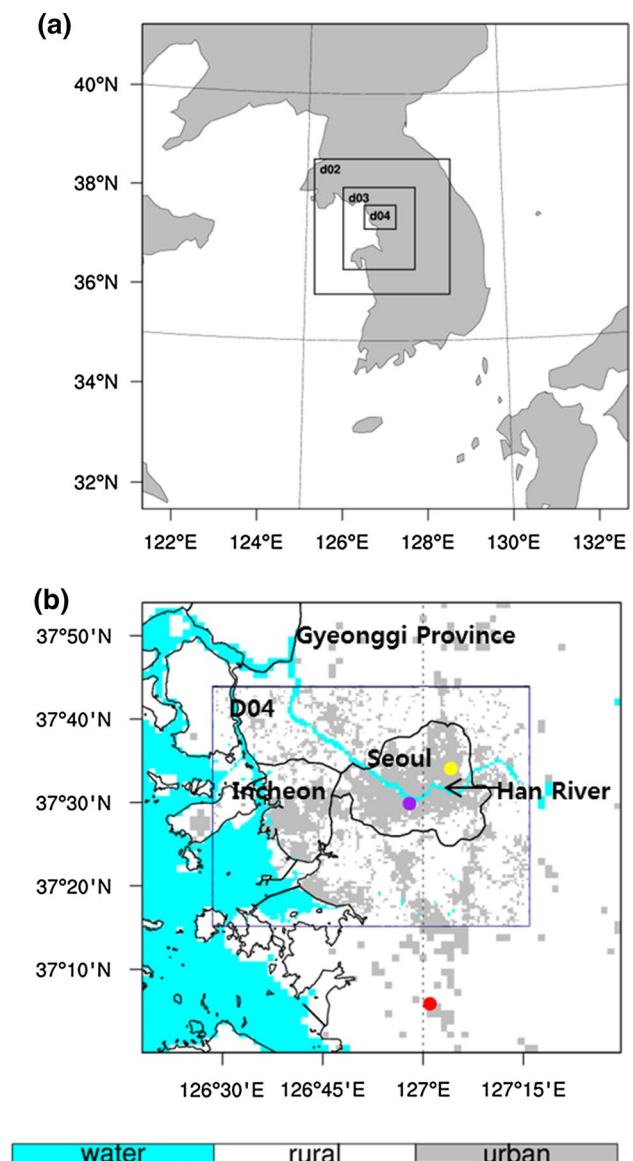 (a)
40°N
38°N
36°N
34°N
32°N
d02
d03
d04
122°E 124°E 126°E 128°E 130°E 132°E
(b)
37°50'N
37°40'N
37°30'N
37°20'N
37°10'N
Gyeonggi Province
D04
Seoul
Incheon
Han River
126°30'E 126°45'E 127°E 127°15'E
water rural urban